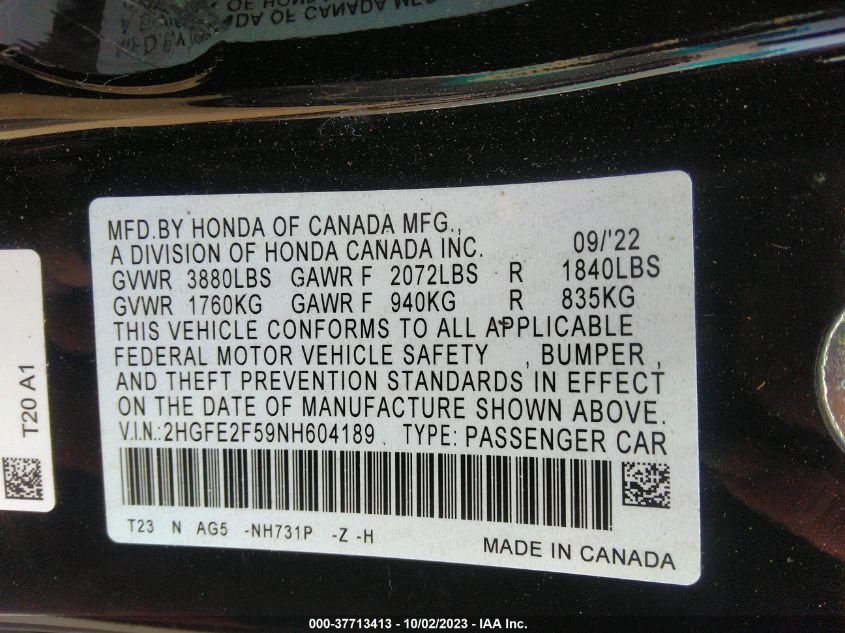 MFD.BY HONDA OF CANADA MFG.,
A DIVISION OF HONDA CANADA INC. 09/'22
GVWR 3880LBS GAWR F 2072LBS R 1840LBS
GVWR 1760KG GAWR F 940KG R 835KG
THIS VEHICLE CONFORMS TO ALL APPLICABLE
FEDERAL MOTOR VEHICLE SAFETY , BUMPER ,
AND THEFT PREVENTION STANDARDS IN EFFECT
ON THE DATE OF MANUFACTURE SHOWN ABOVE.
V.I.N.:2HGFE2F59NH604189 TYPE: PASSENGER CAR
T23 N AG5 -NH731P -Z -H
MADE IN CANADA
T20 A1
000-37713413 - 10/02/2023 - IAA Inc.